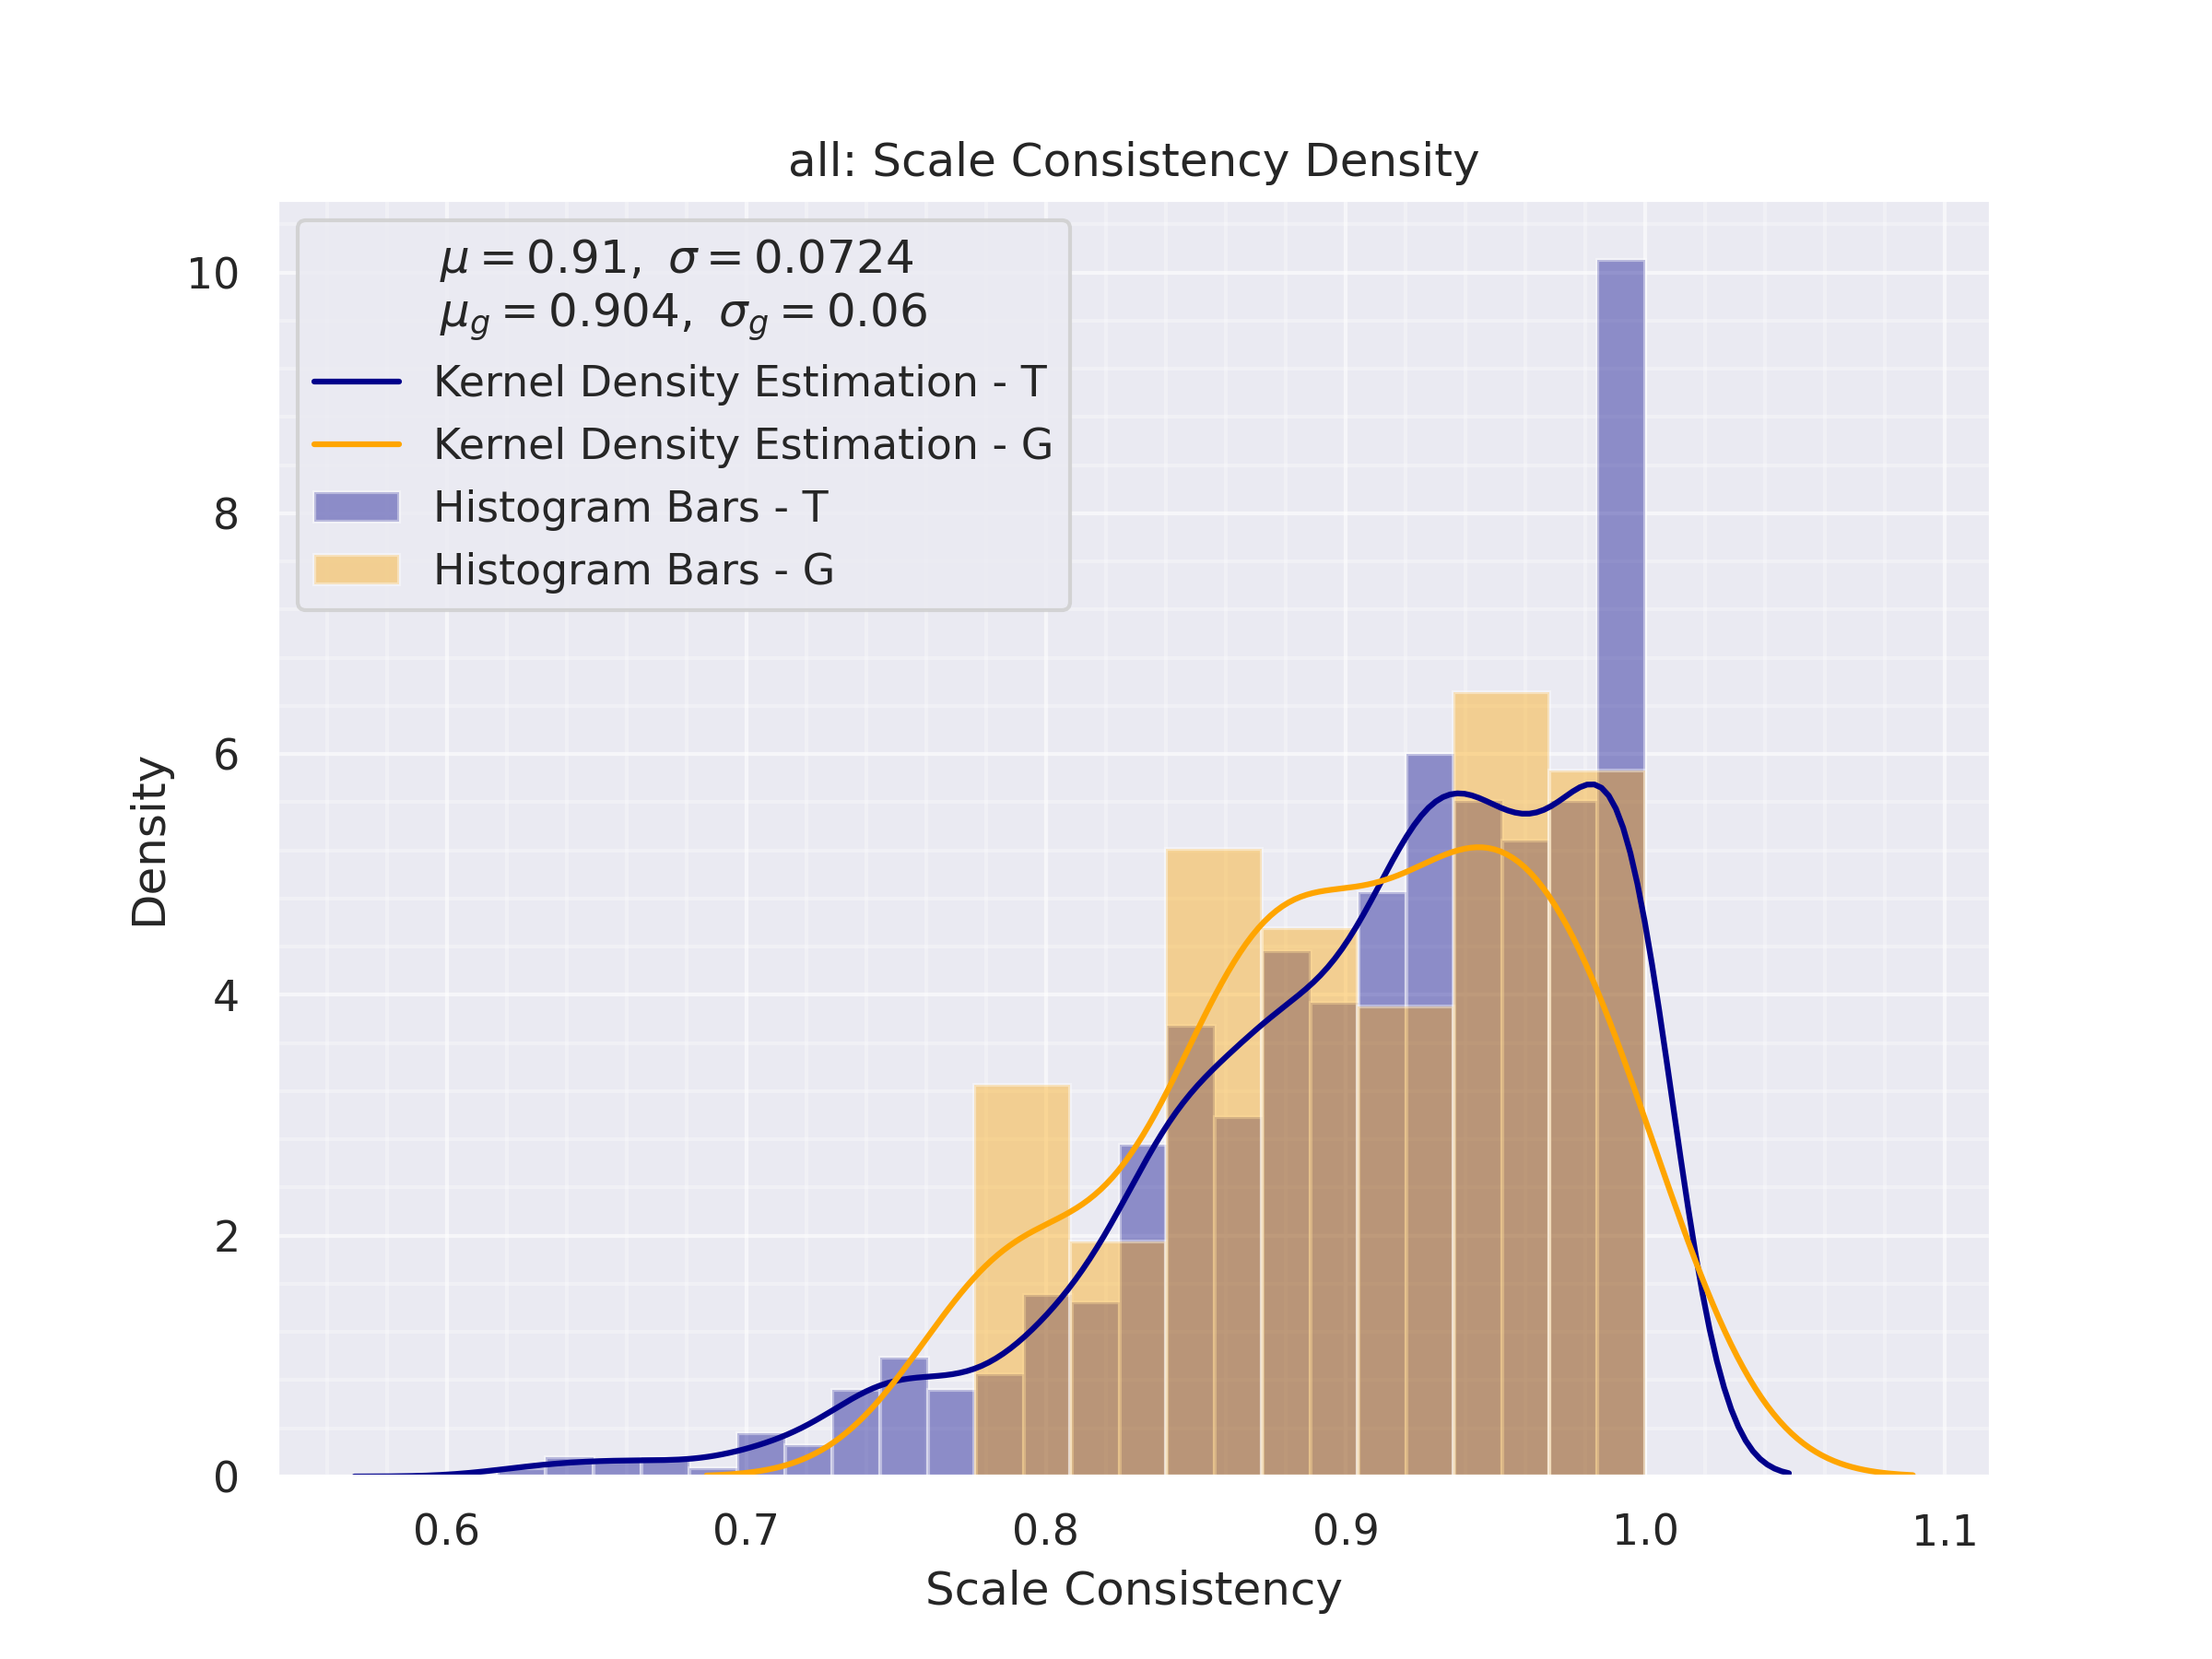 all: Scale Consistency Density
μ = 0.91, σ = 0.0724
μg = 0.904, σg = 0.06
Kernel Density Estimation - T
Kernel Density Estimation - G
Histogram Bars - T
Histogram Bars - G
10
8
6
4
2
0
Density
0.6 0.7 0.8 0.9 1.0 1.1
Scale Consistency